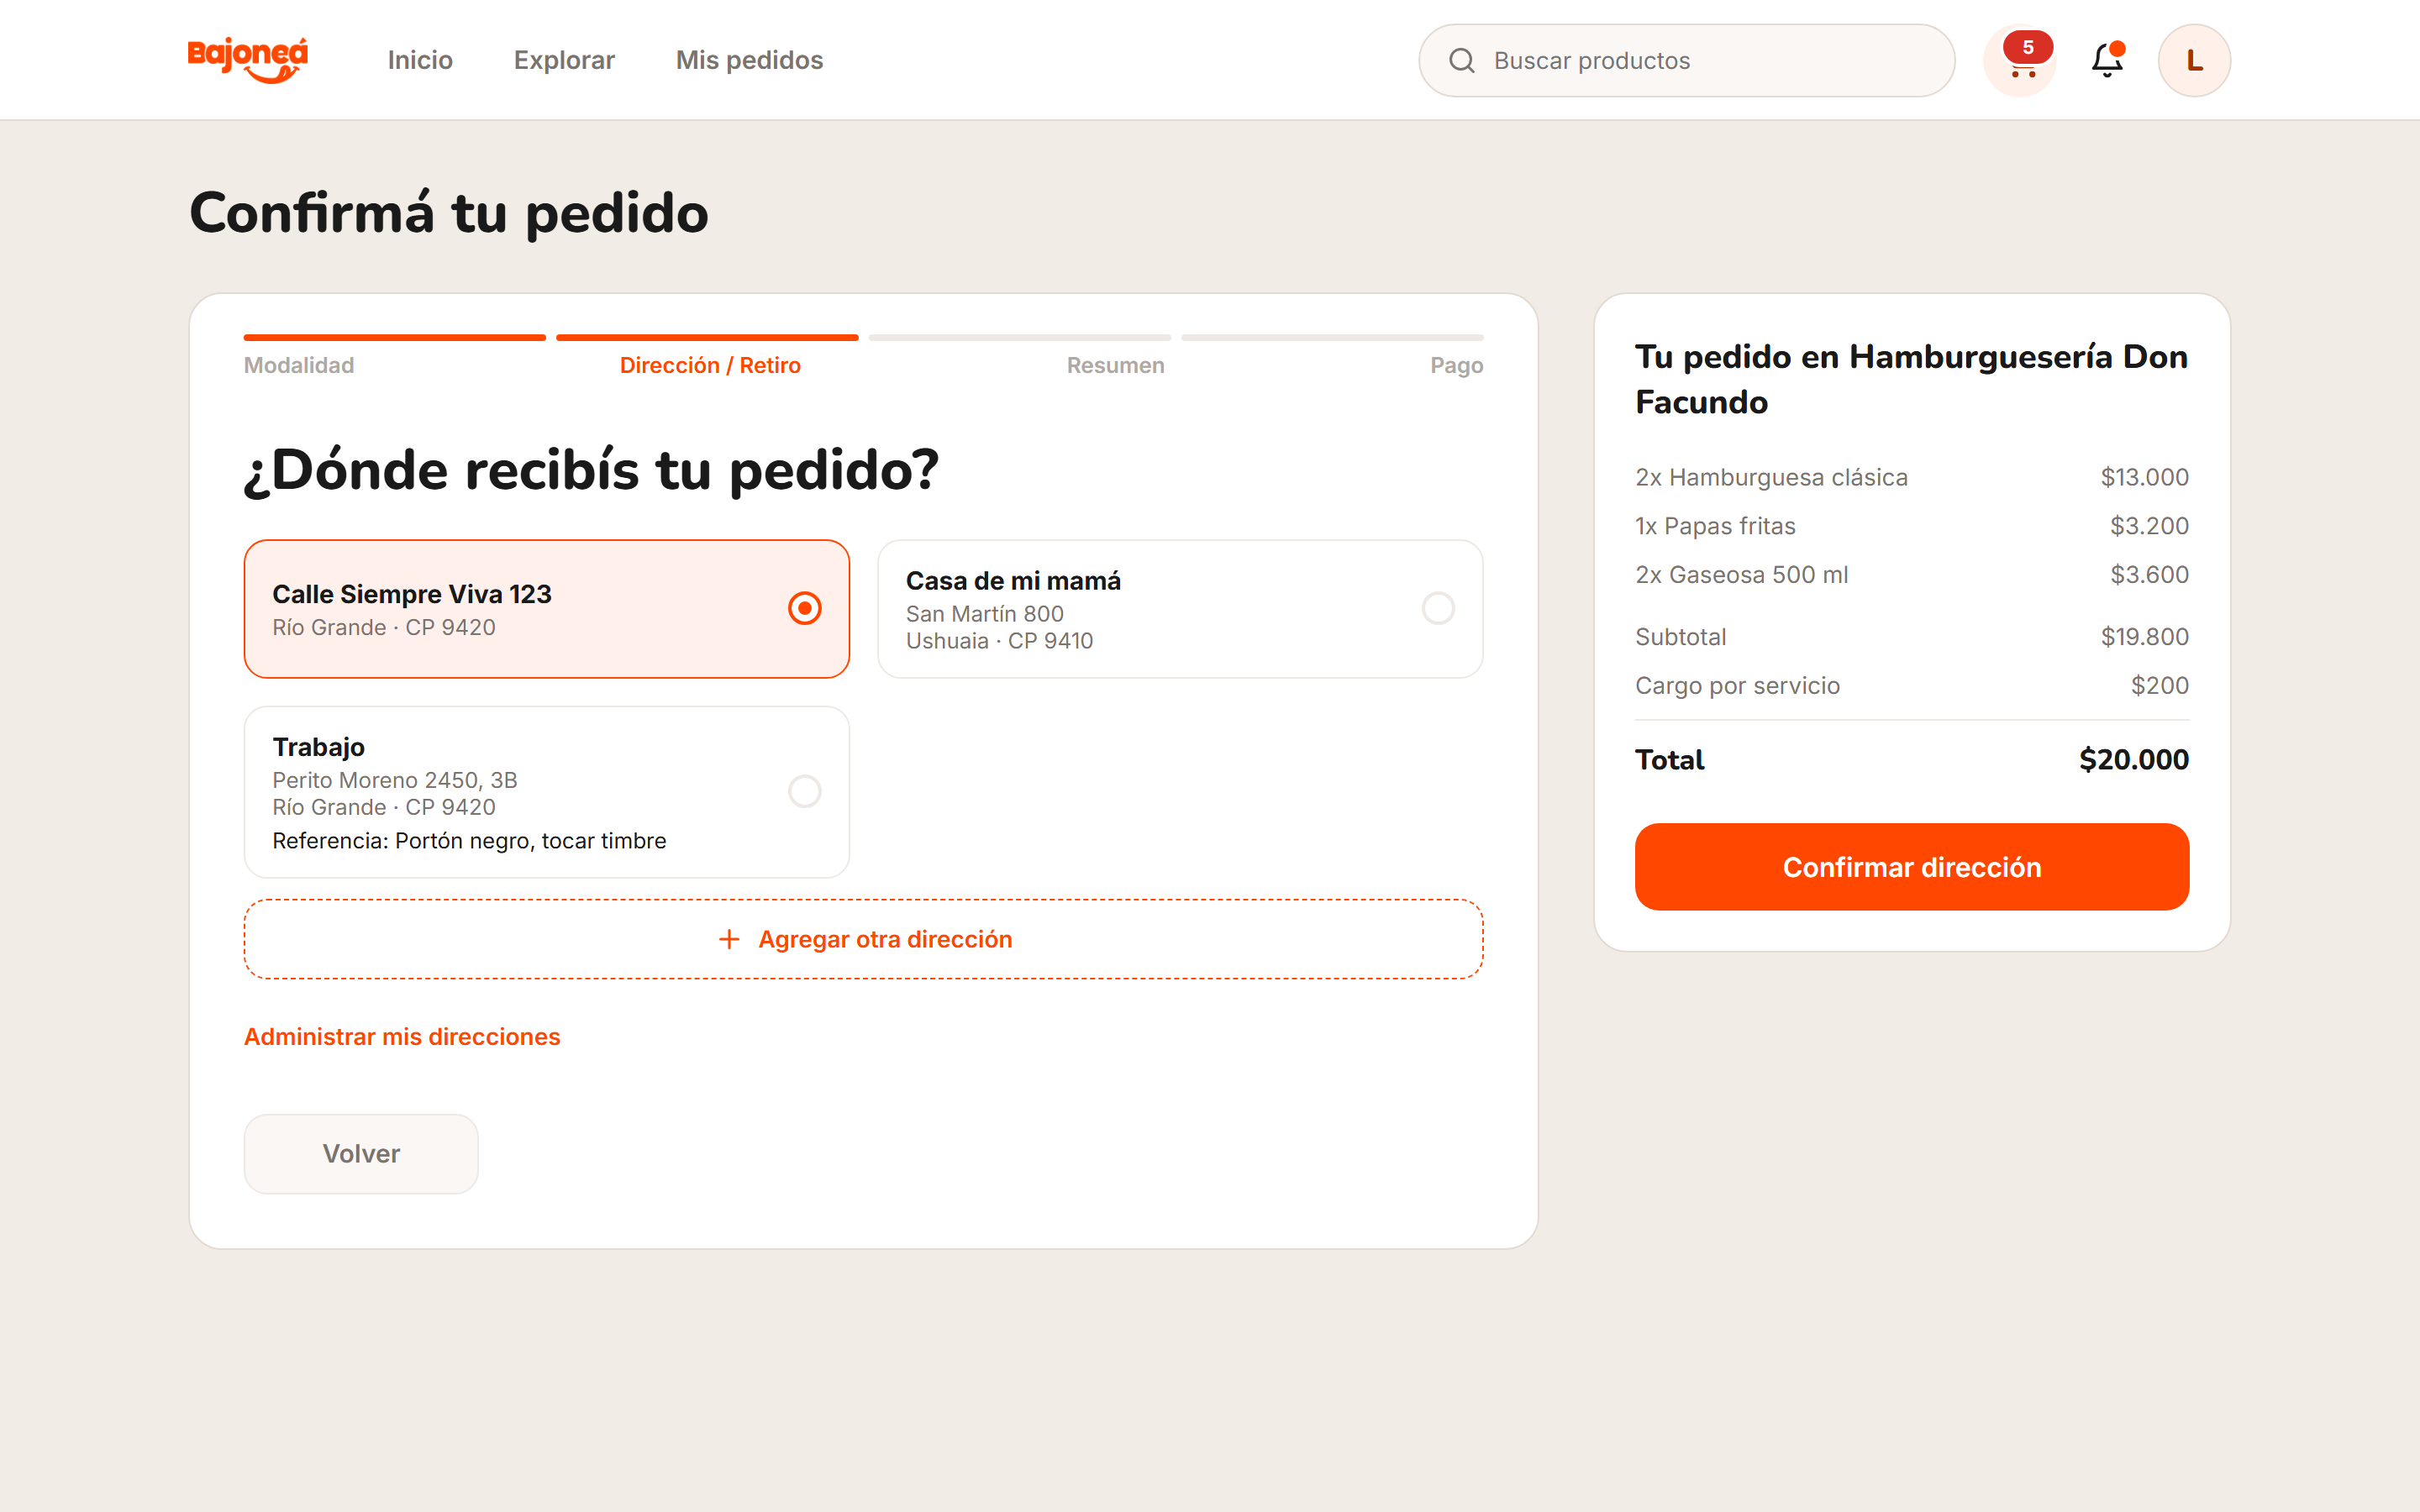 Bajoneá
Inicio
Explorar
Mis pedidos
Buscar productos
5
L
Confirmá tu pedido
Modalidad
Dirección / Retiro
Resumen
Pago
¿Dónde recibís tu pedido?
Calle Siempre Viva 123
Río Grande · CP 9420
Casa de mi mamá
San Martín 800
Ushuaia · CP 9410
Trabajo
Perito Moreno 2450, 3B
Río Grande · CP 9420
Referencia: Portón negro, tocar timbre
Agregar otra dirección
Administrar mis direcciones
Volver
Tu pedido en Hamburguesería Don
Facundo
2x Hamburguesa clásica $13.000
1x Papas fritas $3.200
2x Gaseosa 500 ml $3.600
Subtotal $19.800
Cargo por servicio $200
Total $20.000
Confirmar dirección